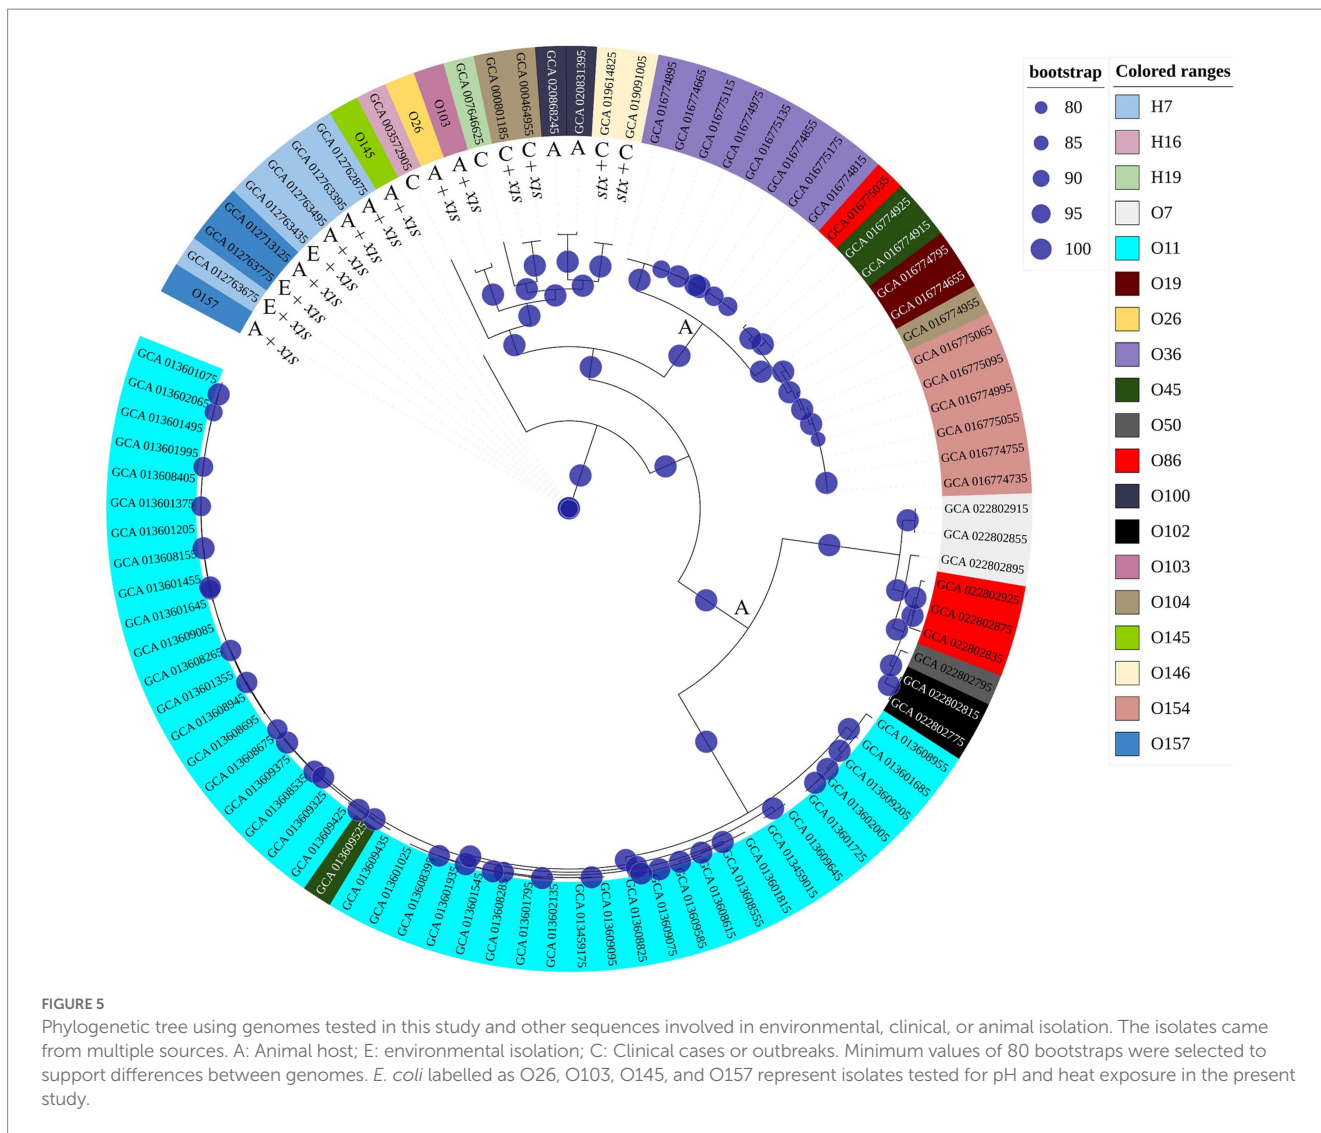 bootstrap
80
85
90
95
100
Colored ranges
H7
H16
H19
O7
O11
O19
O26
O36
O45
O50
O86
O100
O102
O103
O104
O145
O146
O154
O157
O157
GCA 012763675
GCA 012763775
GCA 012713125
GCA 012763435
GCA 012763495
GCA 012763395
GCA 012762875
O145
GCA 003572905
O26
O103
GCA 007646625
GCA 000801185
GCA 000464955
GCA 020868245
GCA 020831395
GCA 019614825
GCA 019091005
GCA 016774895
GCA 016774665
GCA 016775115
GCA 016774975
GCA 016775135
GCA 016774855
GCA 016775175
GCA 016774815
GCA 016775035
GCA 016774925
GCA 016774915
GCA 016774795
GCA 016774655
GCA 016774955
GCA 016775065
GCA 016775095
GCA 016774995
GCA 016775055
GCA 016774755
GCA 016774735
GCA 022802915
GCA 022802855
GCA 022802895
GCA 022802925
GCA 022802875
GCA 022802835
GCA 022802795
GCA 022802815
GCA 022802775
GCA 013608955
GCA 013601685
GCA 013609205
GCA 013602005
GCA 013601725
GCA 013609645
GCA 013459015
GCA 013601815
GCA 013608555
GCA 013608615
GCA 013609585
GCA 013609075
GCA 013608825
GCA 013609095
GCA 013459175
GCA 013602135
GCA 013601795
GCA 013608285
GCA 013601545
GCA 013601935
GCA 013608395
GCA 013601025
GCA 013609435
GCA 013609525
GCA 013609425
GCA 013609325
GCA 013608535
GCA 013609375
GCA 013608675
GCA 013608695
GCA 013608945
GCA 013601355
GCA 013608265
GCA 013609085
GCA 013601645
GCA 013601455
GCA 013608155
GCA 013601205
GCA 013601375
GCA 013608405
GCA 013601995
GCA 013601495
GCA 013602065
GCA 013601075
A + stx
E + stx
E + stx
A + stx
E + stx
A + stx
A + stx
A + stx
A + stx
C
A + stx
A + stx
C
C + stx
C + stx
A
A
C + stx
C + stx
A
A
FIGURE 5
Phylogenetic tree using genomes tested in this study and other sequences involved in environmental, clinical, or animal isolation. The isolates came
from multiple sources. A: Animal host; E: environmental isolation; C: Clinical cases or outbreaks. Minimum values of 80 bootstraps were selected to
support differences between genomes. E. coli labelled as O26, O103, O145, and O157 represent isolates tested for pH and heat exposure in the present
study.